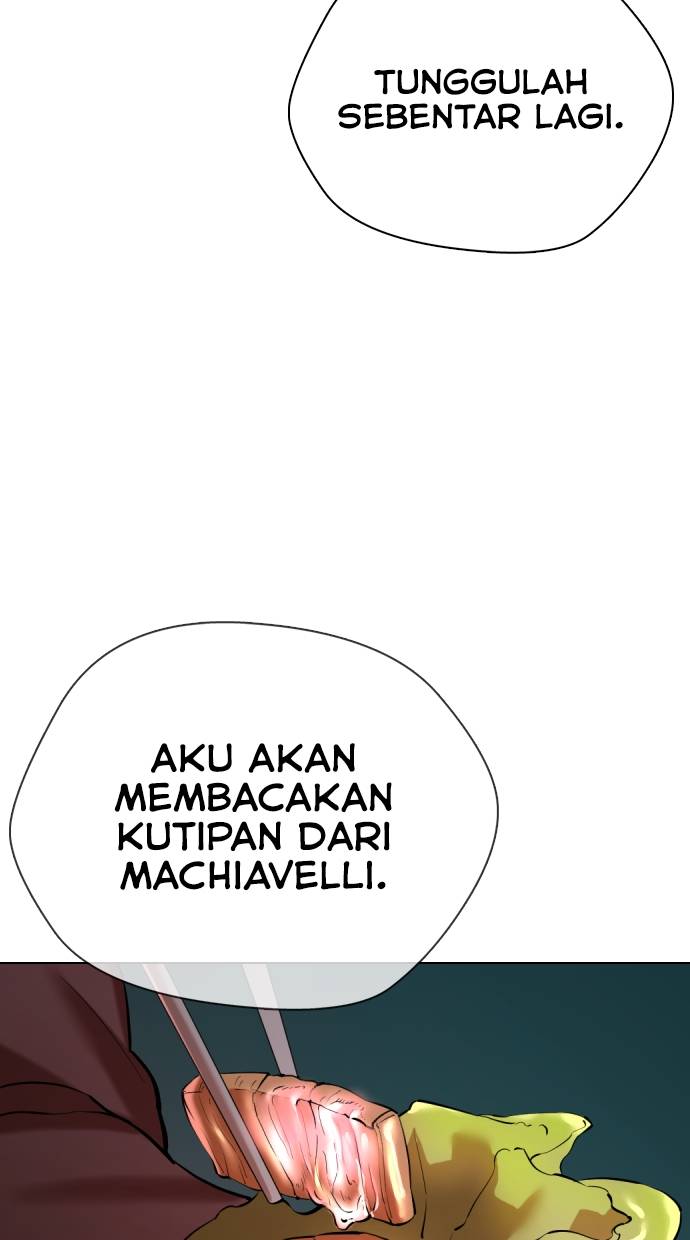 TUNGGULAH
SEBENTAR LAGI.
AKU AKAN
MEMBACAKAN
KUTIPAN DARI
MACHIAVELLI.